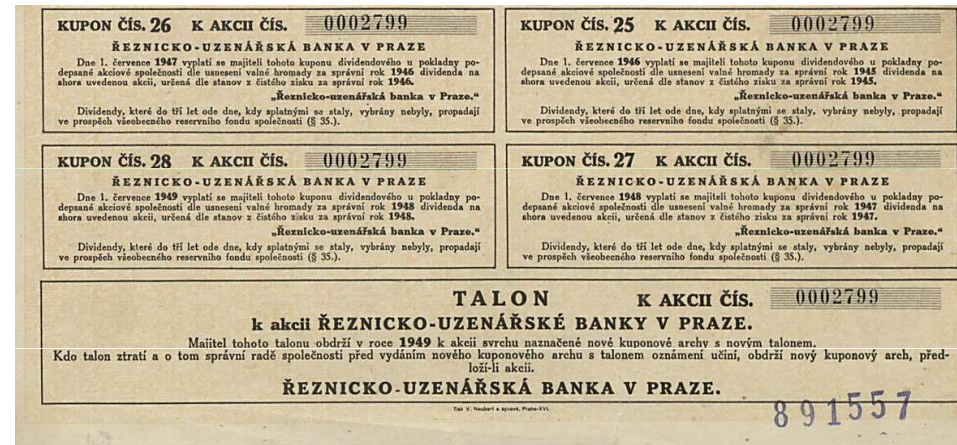 KUPON ČÍS. 26 K AKCII ČÍS. 0002799
ŘEZNICKO-UZENÁŘSKÁ BANKA V PRAZE
Dne 1. července 1947 vyplatí se majiteli tohoto kuponu dividendového u pokladny po-
depsané akciové společnosti dle usnesení valné hromady za správní rok 1946 dividenda na
shora uvedenou akcii, určená dle stanov z čistého zisku za správní rok 1946.
„Řeznicko-uzenářská banka v Praze.“
Dividendy, které do tří let ode dne, kdy splatnými se staly, vybrány nebyly, propadají
ve prospěch všeobecného reservního fondu společnosti (§ 35.).
KUPON ČÍS. 25 K AKCII ČÍS. 0002799
ŘEZNICKO-UZENÁŘSKÁ BANKA V PRAZE
Dne 1. července 1946 vyplatí se majiteli tohoto kuponu dividendového u pokladny po-
depsané akciové společnosti dle usnesení valné hromady za správní rok 1945 dividenda na
shora uvedenou akcii, určená dle stanov z čistého zisku za správní rok 1945.
„Řeznicko-uzenářská banka v Praze.“
Dividendy, které do tří let ode dne, kdy splatnými se staly, vybrány nebyly, propadají
ve prospěch všeobecného reservního fondu společnosti (§ 35.).
KUPON ČÍS. 28 K AKCII ČÍS. 0002799
ŘEZNICKO-UZENÁŘSKÁ BANKA V PRAZE
Dne 1. července 1949 vyplatí se majiteli tohoto kuponu dividendového u pokladny po-
depsané akciové společnosti dle usnesení valné hromady za správní rok 1948 dividenda na
shora uvedenou akcii, určená dle stanov z čistého zisku za správní rok 1948.
„Řeznicko-uzenářská banka v Praze.“
Dividendy, které do tří let ode dne, kdy splatnými se staly, vybrány nebyly, propadají
ve prospěch všeobecného reservního fondu společnosti (§ 35.).
KUPON ČÍS. 27 K AKCII ČÍS. 0002799
ŘEZNICKO-UZENÁŘSKÁ BANKA V PRAZE
Dne 1. července 1948 vyplatí se majiteli tohoto kuponu dividendového u pokladny po-
depsané akciové společnosti dle usnesení valné hromady za správní rok 1947 dividenda na
shora uvedenou akcii, určená dle stanov z čistého zisku za správní rok 1947.
„Řeznicko-uzenářská banka v Praze.“
Dividendy, které do tří let ode dne, kdy splatnými se staly, vybrány nebyly, propadají
ve prospěch všeobecného reservního fondu společnosti (§ 35.).
TALON K AKCII ČÍS. 0002799
k akcii ŘEZNICKO-UZENÁŘSKÉ BANKY V PRAZE.
Majitel tohoto talonu obdrží v roce 1949 k akcii svrchu naznačené nové kuponové archy s novým talonem.
Kdo talon ztratí a o tom správní radě společnosti před vydáním nového kuponového archu s talonem oznámení učiní, obdrží nový kuponový arch, před-
loží-li akcii.
ŘEZNICKO-UZENÁŘSKÁ BANKA V PRAZE.
Tisk V. Neubert a synové, Praha-XVI.
891557